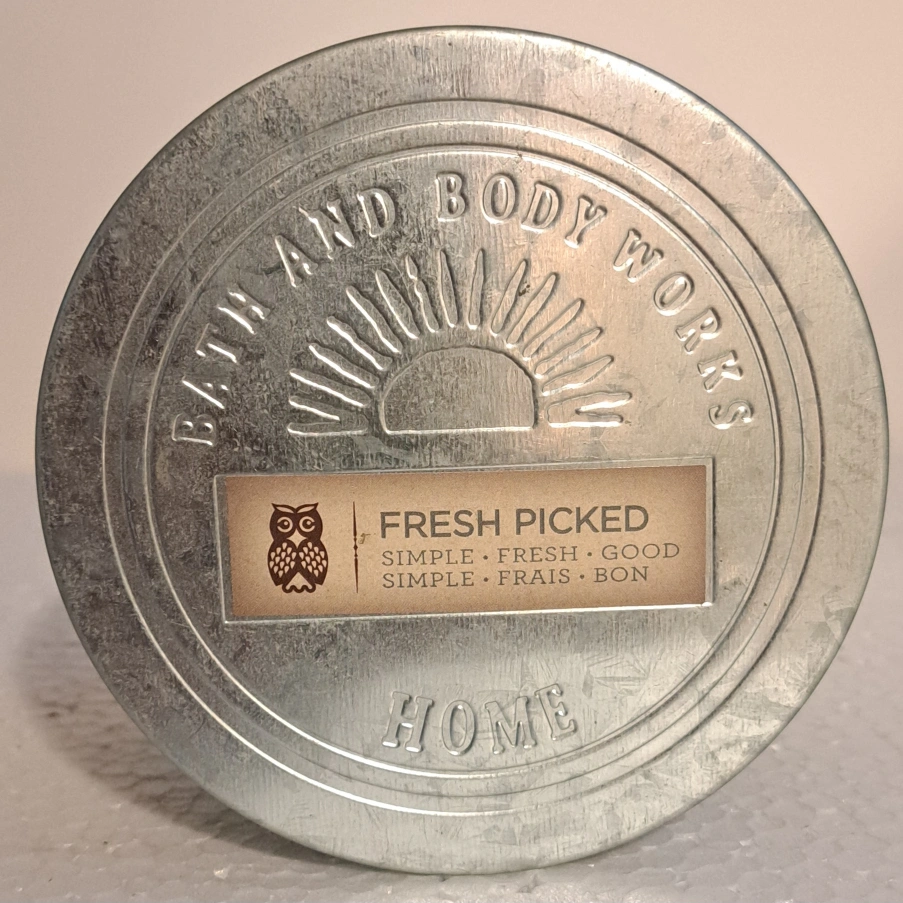 BATH AND BODY WORKS
FRESH PICKED
SIMPLE • FRESH • GOOD
SIMPLE • FRAIS • BON
HOME